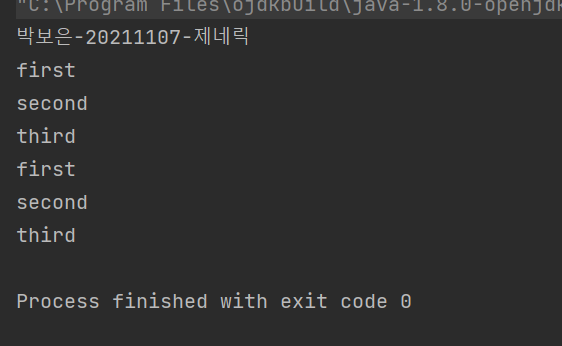 "C:\Program Files\ojdkbuild\java-1.8.0-openjdk
박보은-20211107-제네릭
first
second
third
first
second
third
Process finished with exit code 0